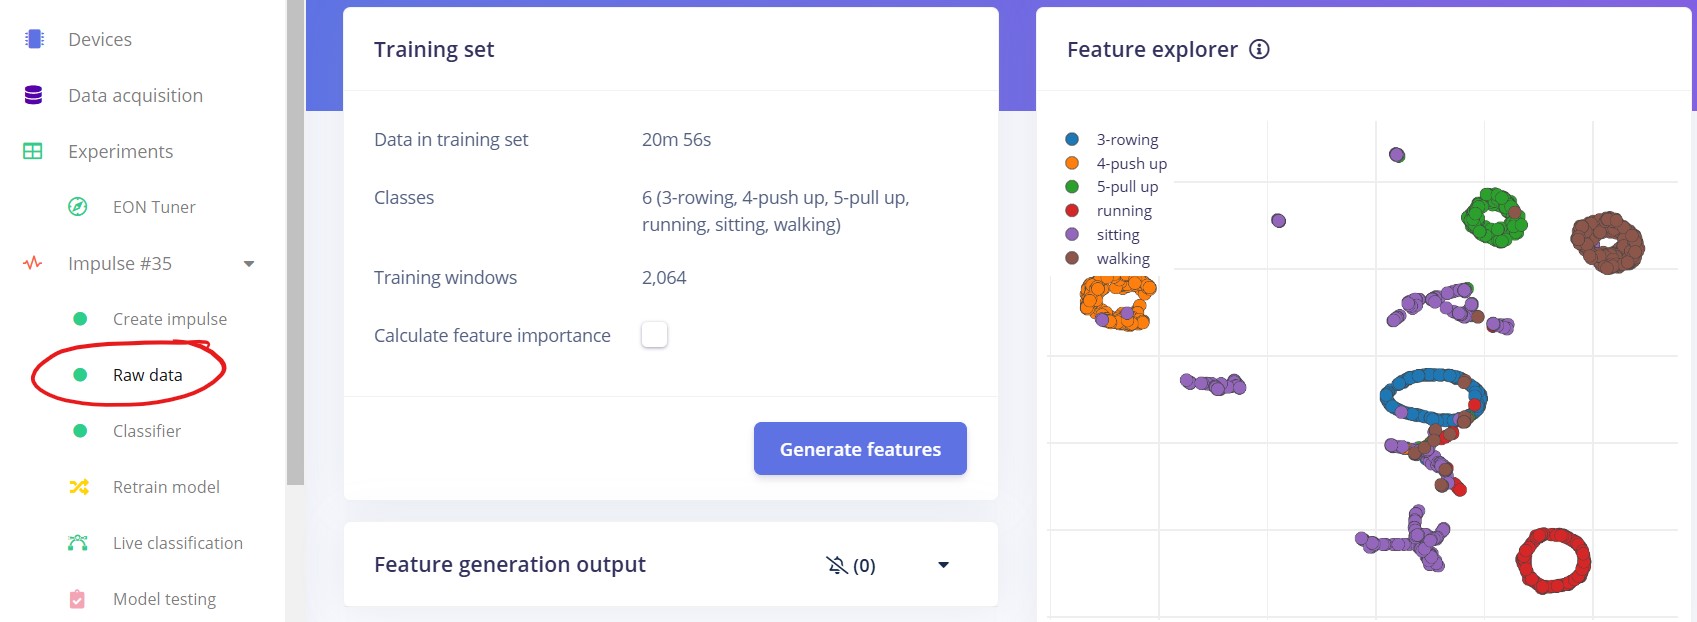 Devices
Data acquisition
Experiments
EON Tuner
Impulse #35
Create impulse
Raw data
Classifier
Retrain model
Live classification
Model testing
Training set
Data in training set 20m 56s
Classes 6 (3-rowing, 4-push up, 5-pull up,
running, sitting, walking)
Training windows 2,064
Calculate feature importance
Generate features
Feature generation output (0)
Feature explorer
3-rowing
4-push up
5-pull up
running
sitting
walking